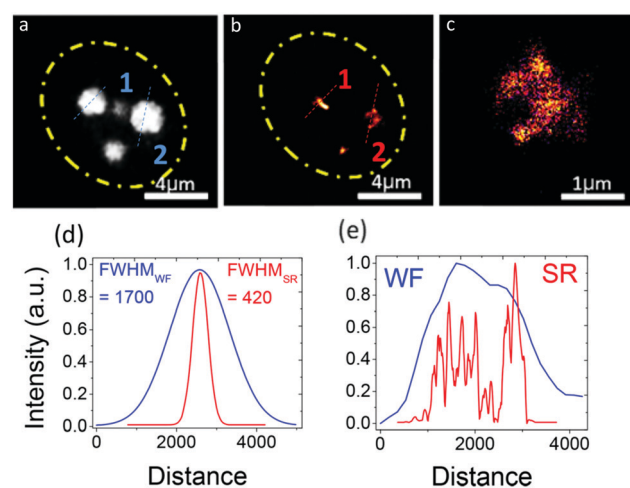 a
1
2
4μm
b
1
2
4μm
c
1μm
(d)
FWHM_WF
= 1700
FWHM_SR
= 420
1.0
0.8
0.6
0.4
0.2
0.0
0 2000 4000
Intensity (a.u.)
Distance
(e)
WF
SR
1.0
0.8
0.6
0.4
0.2
0.0
0 2000 4000
Distance